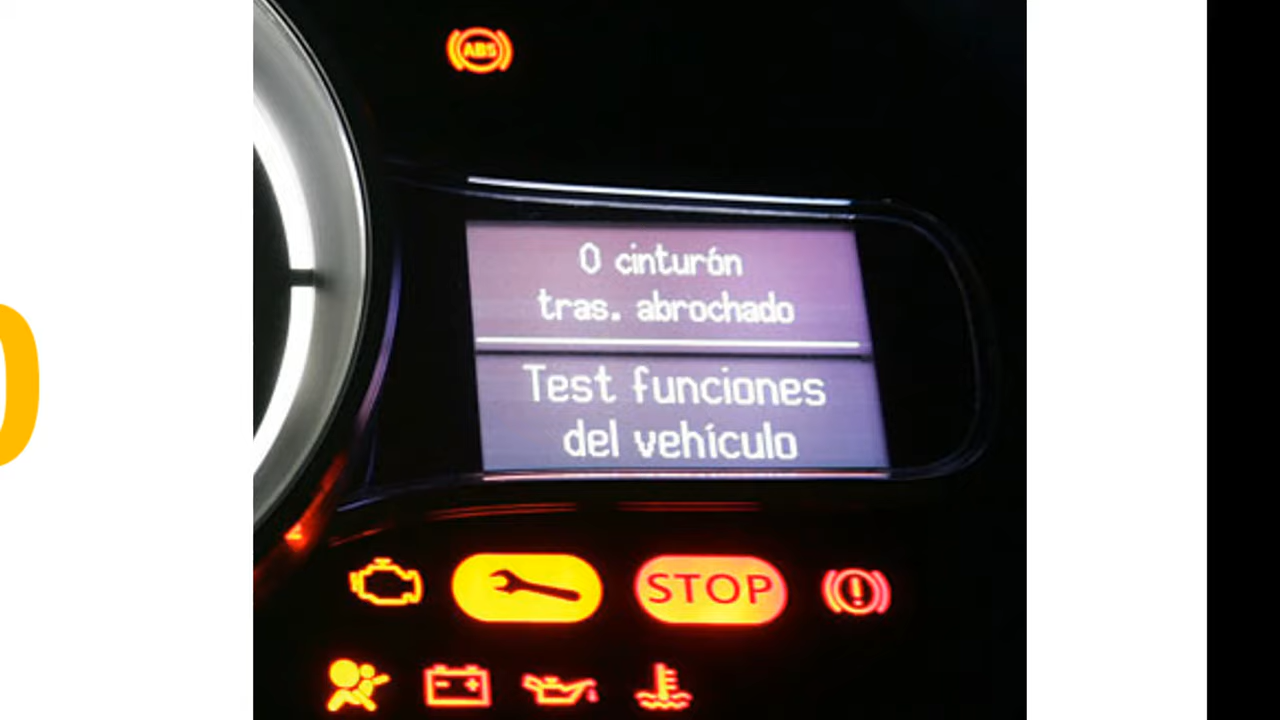 ABS
0 cinturón
tras. abrochado
Test funciones
del vehículo
STOP